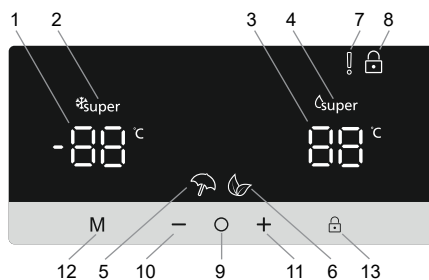 1 2 3 4 7 8
super super
-88 °C 88 °C
M − ○ +
12 5 10 9 11 6 13